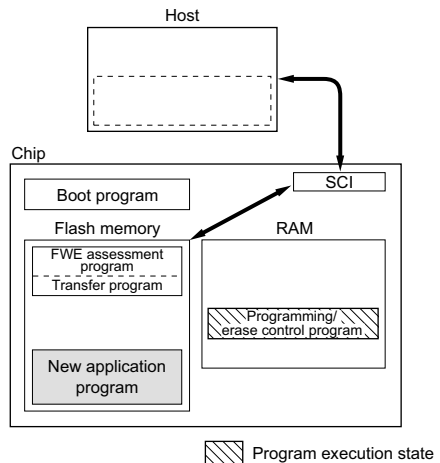 Host
Chip
SCI
Boot program
Flash memory
RAM
FWE assessment
program
Transfer program
Programming/
erase control program
New application
program
Program execution state